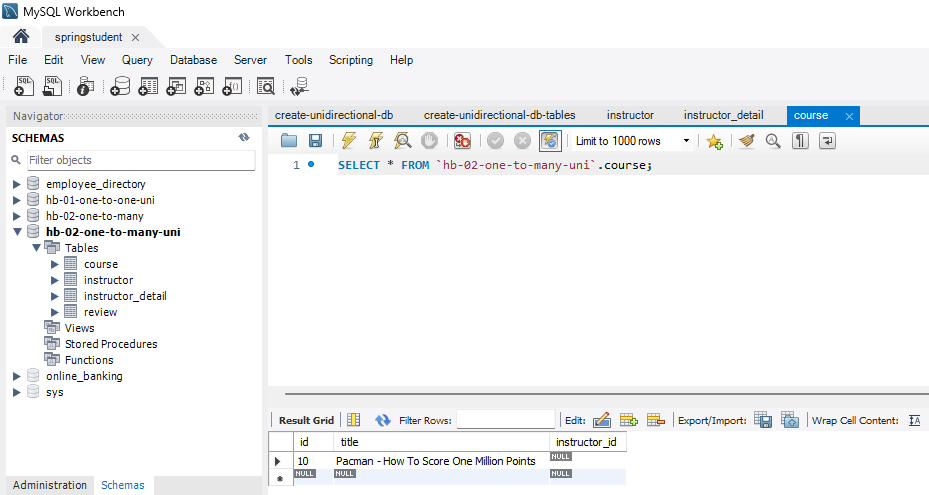 MySQL Workbench
springstudent
File Edit View Query Database Server Tools Scripting Help
Navigator
SCHEMAS
Filter objects
employee_directory
hb-01-one-to-one-uni
hb-02-one-to-many
hb-02-one-to-many-uni
Tables
course
instructor
instructor_detail
review
Views
Stored Procedures
Functions
online_banking
sys
Administration Schemas
create-unidirectional-db create-unidirectional-db-tables instructor instructor_detail course
Limit to 1000 rows
1 SELECT * FROM `hb-02-one-to-many-uni`.course;
Result Grid Filter Rows: Edit: Export/Import: Wrap Cell Content: IA
id title instructor_id
10 Pacman - How To Score One Million Points NULL
NULL NULL NULL